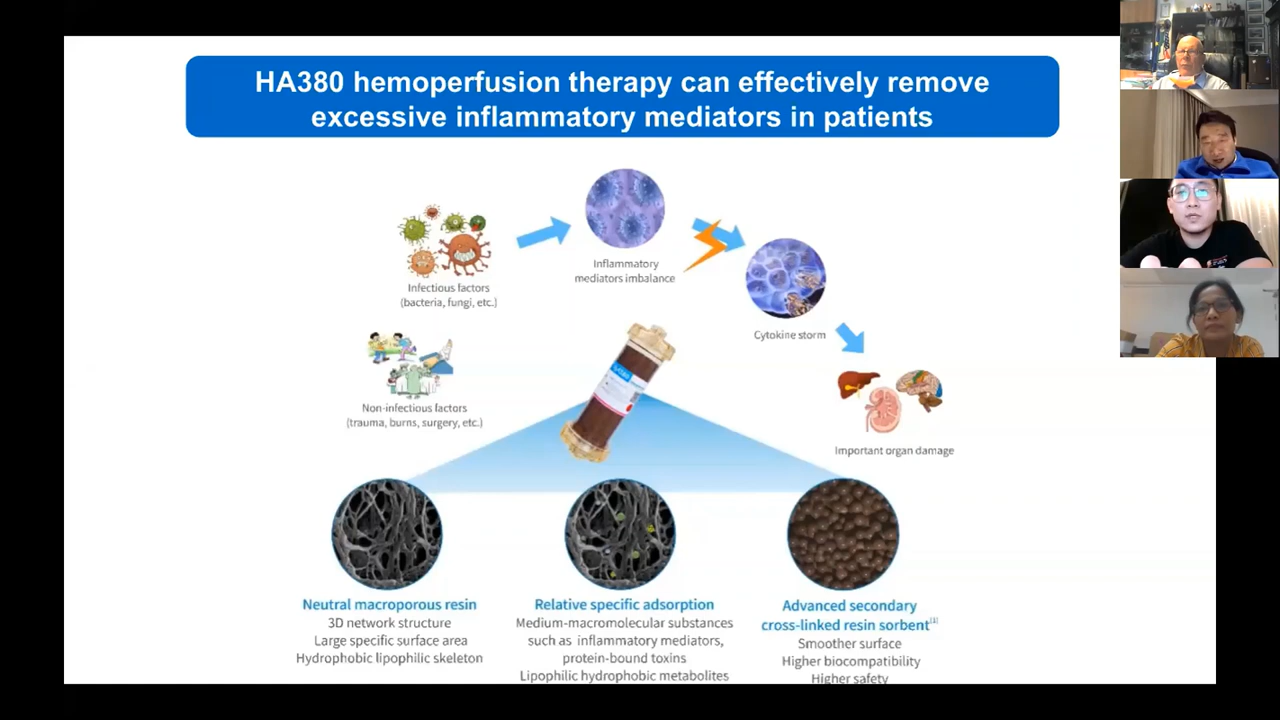 HA380 hemoperfusion therapy can effectively remove
excessive inflammatory mediators in patients
Infectious factors
(bacteria, fungi, etc.)
Inflammatory
mediators imbalance
Cytokine storm
Important organ damage
Non-infectious factors
(trauma, burns, surgery, etc.)
Neutral macroporous resin
3D network structure
Large specific surface area
Hydrophobic lipophilic skeleton
Relative specific adsorption
Medium-macromolecular substances
such as inflammatory mediators,
protein-bound toxins
Lipophilic hydrophobic metabolites
Advanced secondary
cross-linked resin sorbent[1]
Smoother surface
Higher biocompatibility
Higher safety